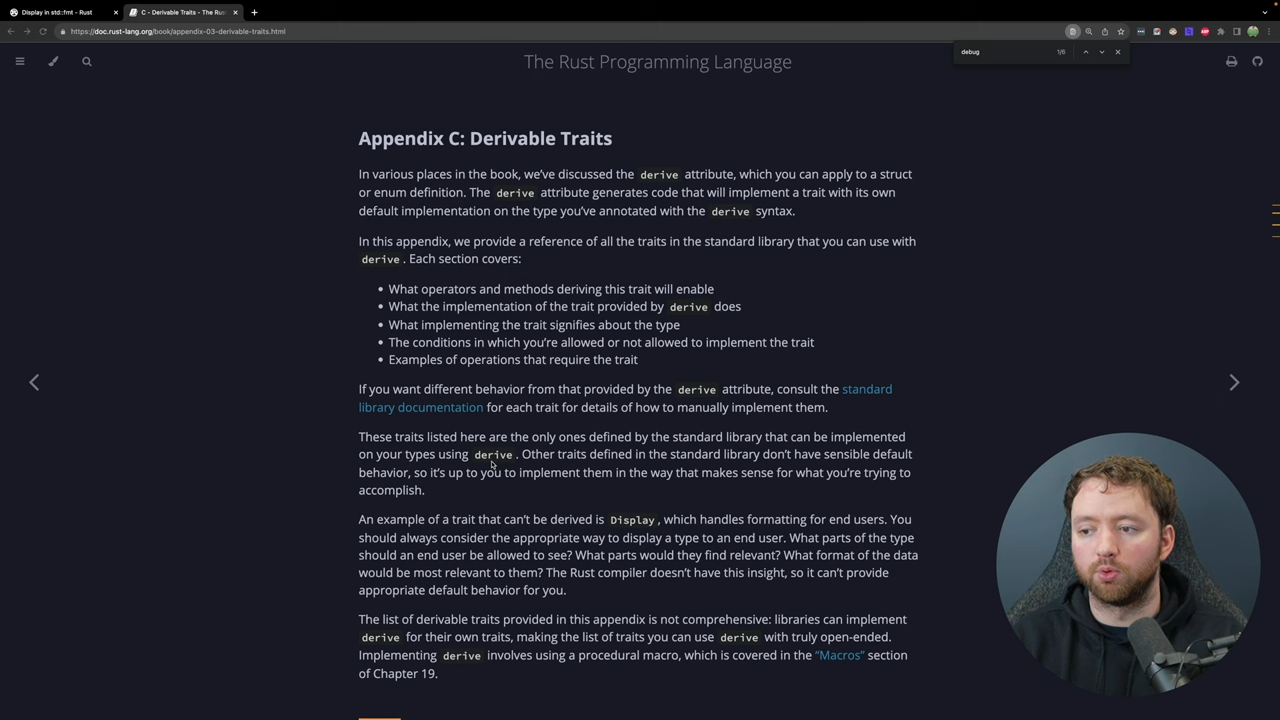 Display in std::fmt - Rust
C - Derivable Traits - The Rus
https://doc.rust-lang.org/book/appendix-03-derivable-traits.html
debug
1/6
The Rust Programming Language
Appendix C: Derivable Traits
In various places in the book, we've discussed the derive attribute, which you can apply to a struct
or enum definition. The derive attribute generates code that will implement a trait with its own
default implementation on the type you've annotated with the derive syntax.
In this appendix, we provide a reference of all the traits in the standard library that you can use with
derive. Each section covers:
• What operators and methods deriving this trait will enable
• What the implementation of the trait provided by derive does
• What implementing the trait signifies about the type
• The conditions in which you're allowed or not allowed to implement the trait
• Examples of operations that require the trait
If you want different behavior from that provided by the derive attribute, consult the standard
library documentation for each trait for details of how to manually implement them.
These traits listed here are the only ones defined by the standard library that can be implemented
on your types using derive. Other traits defined in the standard library don't have sensible default
behavior, so it's up to you to implement them in the way that makes sense for what you're trying to
accomplish.
An example of a trait that can't be derived is Display, which handles formatting for end users. You
should always consider the appropriate way to display a type to an end user. What parts of the type
should an end user be allowed to see? What parts would they find relevant? What format of the data
would be most relevant to them? The Rust compiler doesn't have this insight, so it can't provide
appropriate default behavior for you.
The list of derivable traits provided in this appendix is not comprehensive: libraries can implement
derive for their own traits, making the list of traits you can use derive with truly open-ended.
Implementing derive involves using a procedural macro, which is covered in the "Macros" section
of Chapter 19.